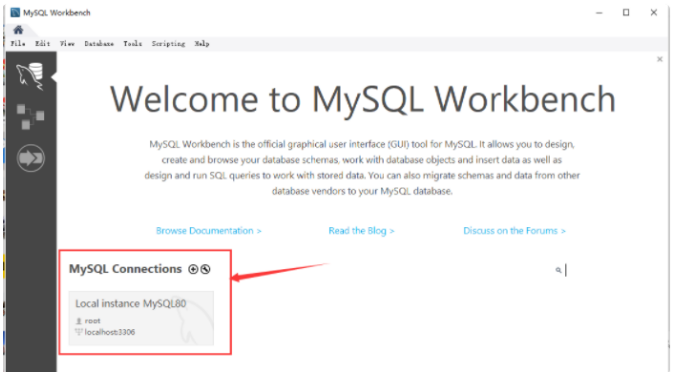 MySQL Workbench
File Edit View Database Tools Scripting Help
Welcome to MySQL Workbench
MySQL Workbench is the official graphical user interface (GUI) tool for MySQL. It allows you to design,
create and browse your database schemas, work with database objects and insert data as well as
design and run SQL queries to work with stored data. You can also migrate schemas and data from other
database vendors to your MySQL database.
Browse Documentation > Read the Blog > Discuss on the Forums >
MySQL Connections
Local instance MySQL80
root
localhost:3306